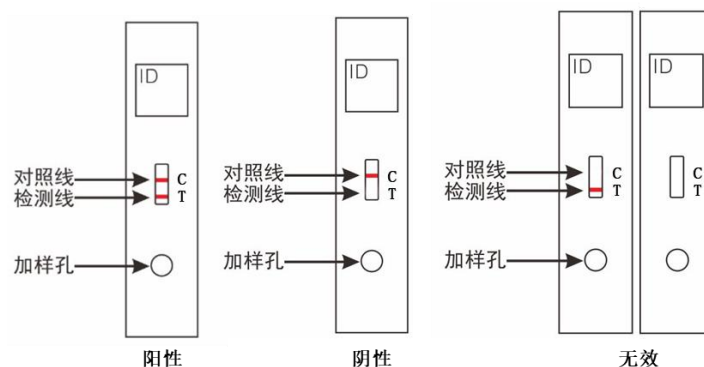 ID
对照线 C
检测线 T
加样孔
阳性
ID
对照线 C
检测线 T
加样孔
阴性
ID ID
对照线 C C
检测线 T T
加样孔
无效